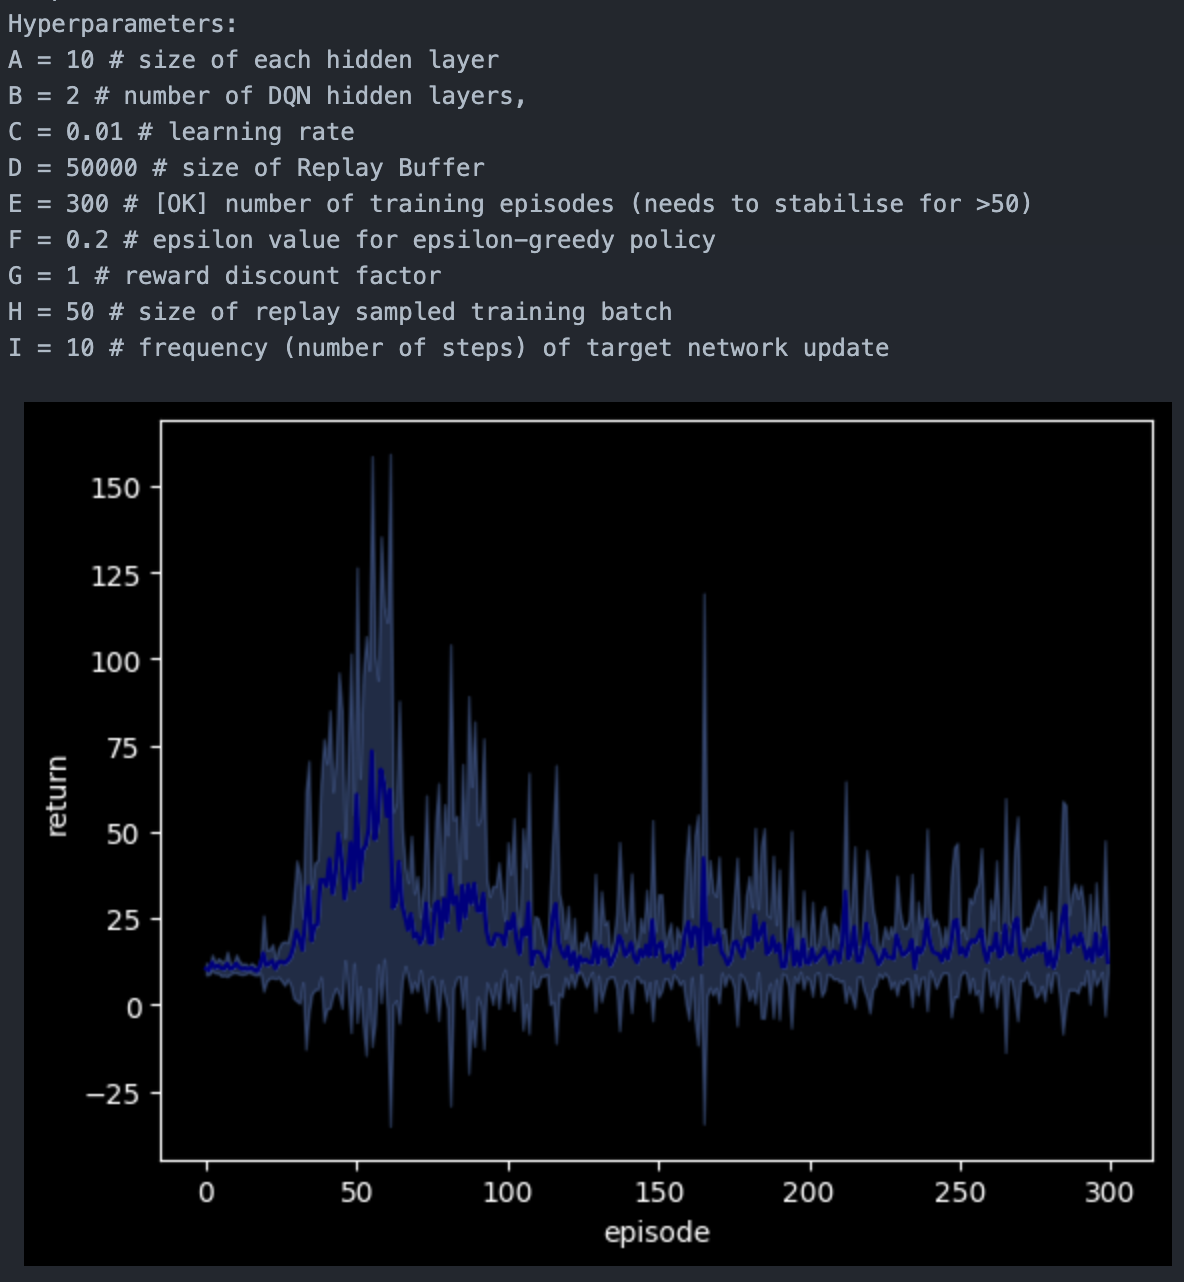 Hyperparameters:
A = 10 # size of each hidden layer
B = 2 # number of DQN hidden layers,
C = 0.01 # learning rate
D = 50000 # size of Replay Buffer
E = 300 # [OK] number of training episodes (needs to stabilise for >50)
F = 0.2 # epsilon value for epsilon-greedy policy
G = 1 # reward discount factor
H = 50 # size of replay sampled training batch
I = 10 # frequency (number of steps) of target network update
150
125
100
75
50
25
0
−25
return
0 50 100 150 200 250 300
episode